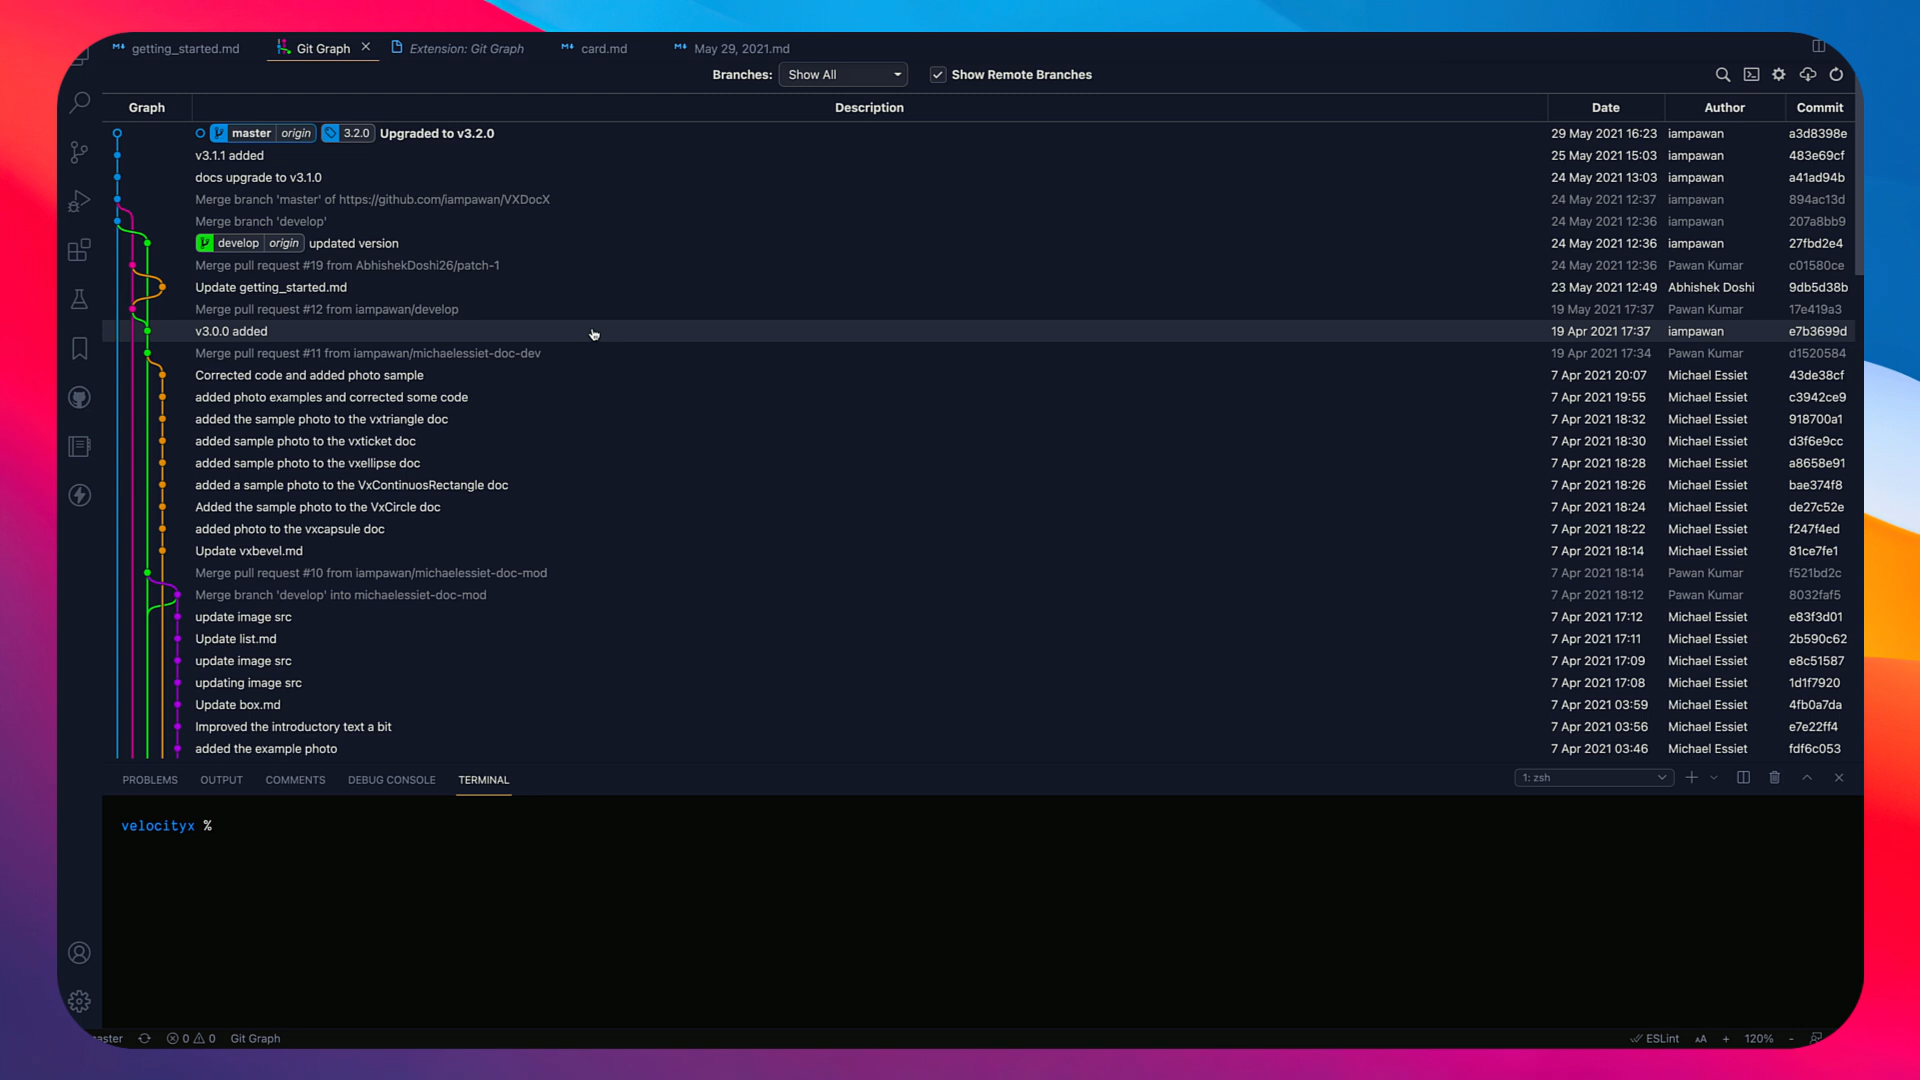 getting_started.md Git Graph Extension: Git Graph card.md May 29, 2021.md
Branches: Show All Show Remote Branches
Graph Description Date Author Commit
master origin 3.2.0 Upgraded to v3.2.0 29 May 2021 16:23 iampawan a3d8398e
v3.1.1 added 25 May 2021 15:03 iampawan 483e69cf
docs upgrade to v3.1.0 24 May 2021 13:03 iampawan a41ad94b
Merge branch 'master' of https://github.com/iampawan/VXDocX 24 May 2021 12:37 iampawan 894ac13d
Merge branch 'develop' 24 May 2021 12:36 iampawan 207a8bb9
develop origin updated version 24 May 2021 12:36 iampawan 27fbd2e4
Merge pull request #19 from AbhishekDoshi26/patch-1 24 May 2021 12:36 Pawan Kumar c01580ce
Update getting_started.md 23 May 2021 12:49 Abhishek Doshi 9db5d38b
Merge pull request #12 from iampawan/develop 19 May 2021 17:37 Pawan Kumar 17e419a3
v3.0.0 added 19 Apr 2021 17:37 iampawan e7b3699d
Merge pull request #11 from iampawan/michaelessiet-doc-dev 19 Apr 2021 17:34 Pawan Kumar d1520584
Corrected code and added photo sample 7 Apr 2021 20:07 Michael Essiet 43de38cf
added photo examples and corrected some code 7 Apr 2021 19:55 Michael Essiet c3942ce9
added the sample photo to the vxtriangle doc 7 Apr 2021 18:32 Michael Essiet 918700a1
added sample photo to the vxticket doc 7 Apr 2021 18:30 Michael Essiet d3f6e9cc
added sample photo to the vxellipse doc 7 Apr 2021 18:28 Michael Essiet a8658e91
added a sample photo to the VxContinuosRectangle doc 7 Apr 2021 18:26 Michael Essiet bae374f8
Added the sample photo to the VxCircle doc 7 Apr 2021 18:24 Michael Essiet de27c52e
added photo to the vxcapsule doc 7 Apr 2021 18:22 Michael Essiet f247f4ed
Update vxbevel.md 7 Apr 2021 18:14 Michael Essiet 81ce7fe1
Merge pull request #10 from iampawan/michaelessiet-doc-mod 7 Apr 2021 18:14 Pawan Kumar f521bd2c
Merge branch 'develop' into michaelessiet-doc-mod 7 Apr 2021 18:12 Pawan Kumar 8032faf5
update image src 7 Apr 2021 17:12 Michael Essiet e83f3d01
Update list.md 7 Apr 2021 17:11 Michael Essiet 2b590c62
update image src 7 Apr 2021 17:09 Michael Essiet e8c51587
updating image src 7 Apr 2021 17:08 Michael Essiet 1d1f7920
Update box.md 7 Apr 2021 03:59 Michael Essiet 4fb0a7da
Improved the introductory text a bit 7 Apr 2021 03:56 Michael Essiet e7e22ff4
added the example photo 7 Apr 2021 03:46 Michael Essiet fdf6c053
PROBLEMS OUTPUT COMMENTS DEBUG CONSOLE TERMINAL 1: zsh
velocityx %
aster 0 0 Git Graph ESLint AA + 120% -